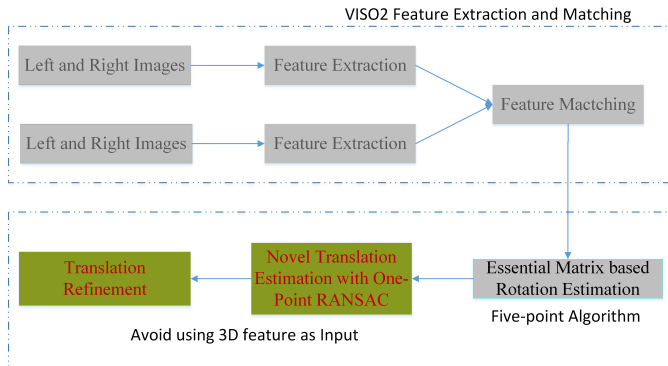 VISO2 Feature Extraction and Matching
Left and Right Images
Feature Extraction
Feature Mactching
Left and Right Images
Feature Extraction
Translation
Refinement
Novel Translation
Estimation with One-
Point RANSAC
Essential Matrix based
Rotation Estimation
Five-point Algorithm
Avoid using 3D feature as Input